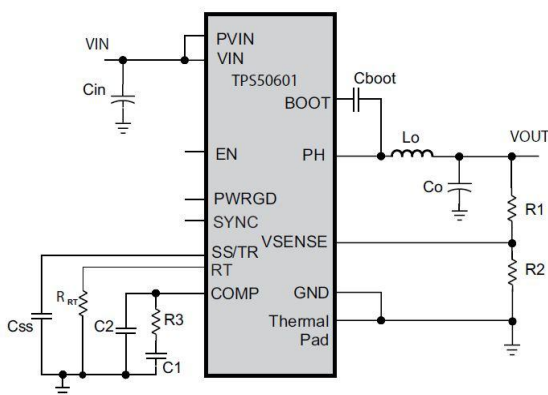 VIN
PVIN
VIN
TPS50601
Cin
Cboot
BOOT
Lo
VOUT
EN
PH
Co
R1
PWRGD
SYNC
VSENSE
SS/TR
R2
RT
RRT
COMP
GND
Css
C2
R3
Thermal
Pad
C1